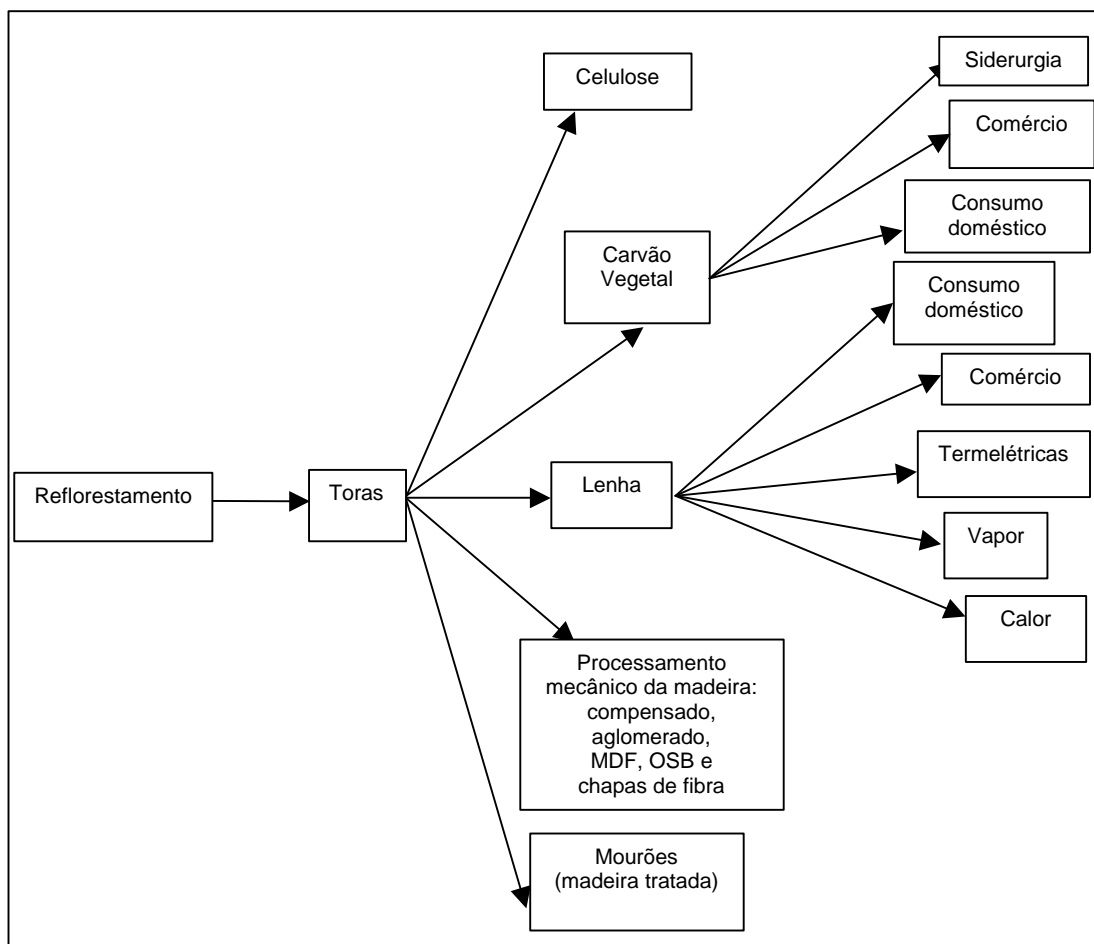 Celulose
Siderurgia
Comércio
Consumo
doméstico
Carvão
Vegetal
Consumo
doméstico
Comércio
Reflorestamento
Toras
Lenha
Termelétricas
Vapor
Calor
Processamento
mecânico da madeira:
compensado,
aglomerado,
MDF, OSB e
chapas de fibra
Mourões
(madeira tratada)